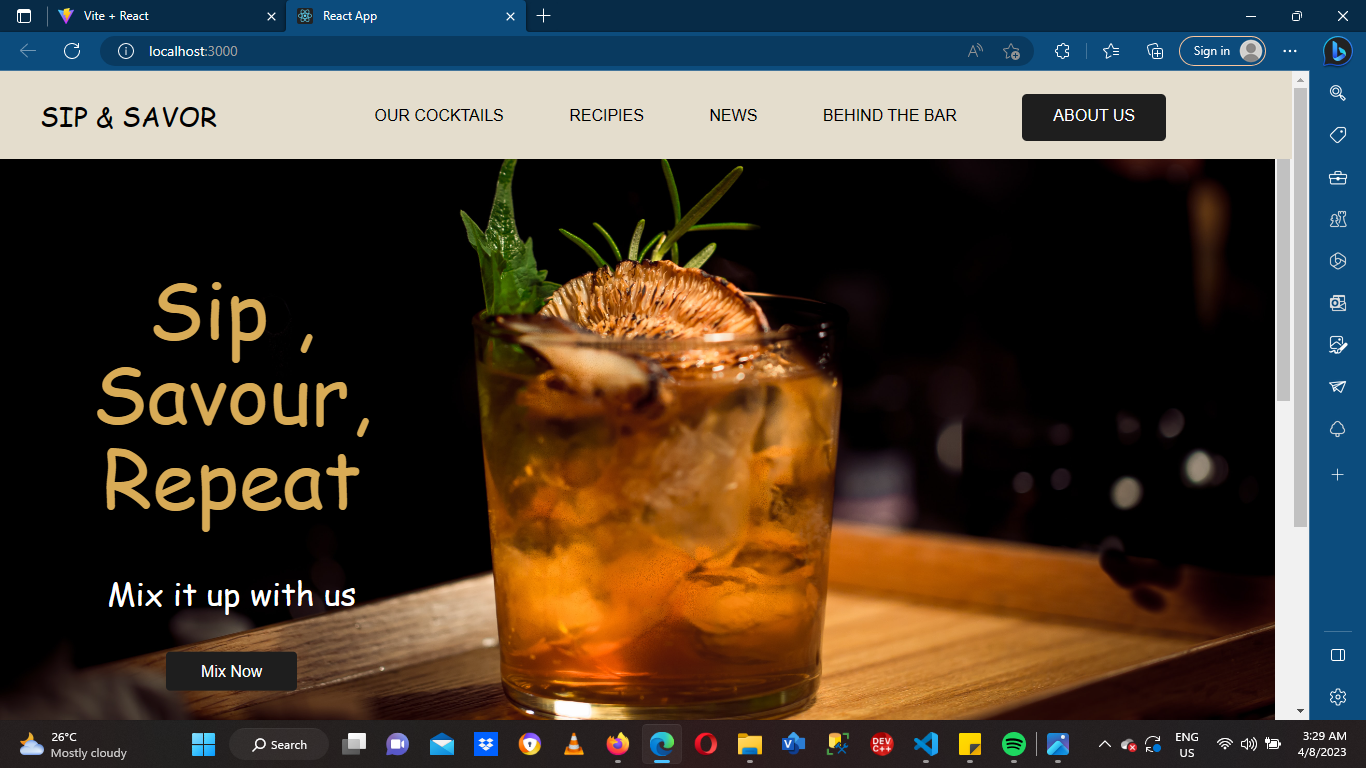 Vite + React
React App
localhost:3000
Sign in
SIP & SAVOR
OUR COCKTAILS
RECIPIES
NEWS
BEHIND THE BAR
ABOUT US
Sip ,
Savour,
Repeat
Mix it up with us
Mix Now
26°C
Mostly cloudy
Search
DEV
C++
ENG
US
3:29 AM
4/8/2023